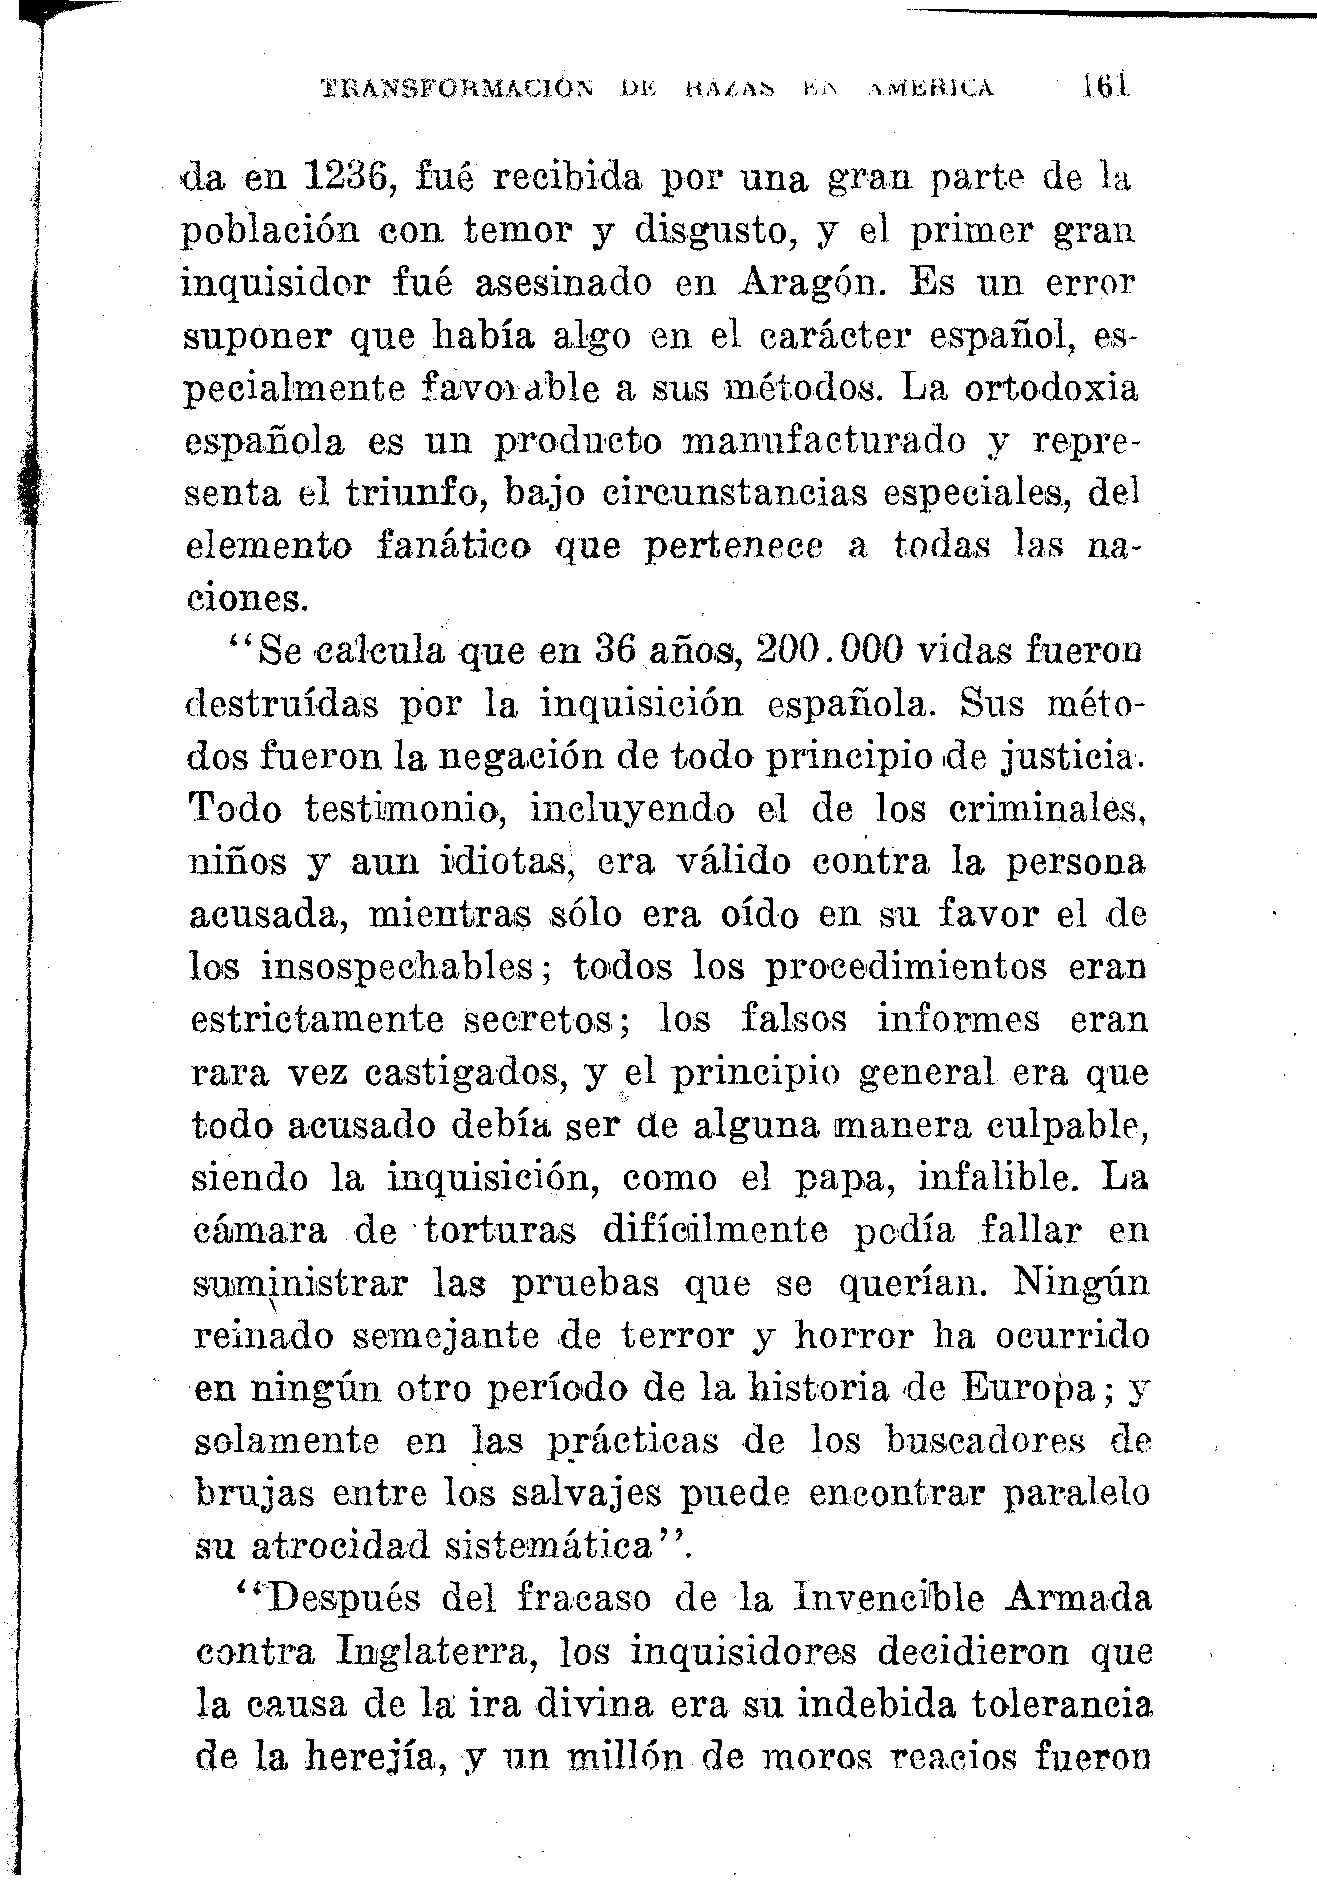 TRANSFORMACIÓN DE RAZAS EN AMERICA 161
da en 1236, fué recibida por una gran parte de la
población con temor y disgusto, y el primer gran
inquisidor fué asesinado en Aragón. Es un error
suponer que había algo en el carácter español, es-
pecialmente favorable a sus métodos. La ortodoxia
española es un producto manufacturado y repre-
senta el triunfo, bajo circunstancias especiales, del
elemento fanático que pertenece a todas las na-
ciones.
“Se calcula que en 36 años, 200.000 vidas fueron
destruídas por la inquisición española. Sus méto-
dos fueron la negación de todo principio de justicia.
Todo testimonio, incluyendo el de los criminales,
niños y aun idiotas, era válido contra la persona
acusada, mientras sólo era oído en su favor el de
los insospechables; todos los procedimientos eran
estrictamente secretos; los falsos informes eran
rara vez castigados, y el principio general era que
todo acusado debía ser de alguna manera culpable,
siendo la inquisición, como el papa, infalible. La
cámara de torturas difícilmente podía fallar en
suministrar las pruebas que se querían. Ningún
reinado semejante de terror y horror ha ocurrido
en ningún otro período de la historia de Europa; y
solamente en las prácticas de los buscadores de
brujas entre los salvajes puede encontrar paralelo
su atrocidad sistemática”.
“Después del fracaso de la Invencible Armada
contra Inglaterra, los inquisidores decidieron que
la causa de la ira divina era su indebida tolerancia
de la herejía, y un millón de moros reacios fueron